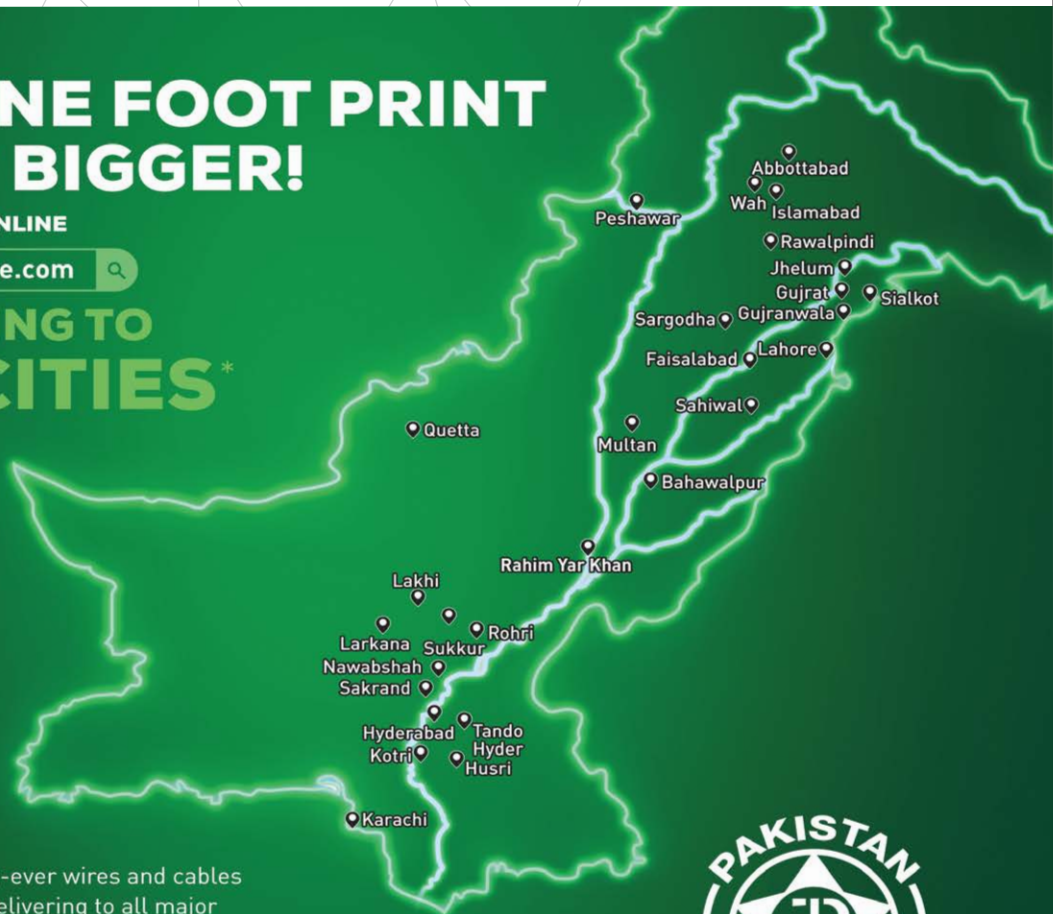 NE FOOT PRINT
BIGGER!
NLINE
e.com
NG TO
CITIES*
Abbottabad
Wah
Islamabad
Peshawar
Rawalpindi
Jhelum
Gujrat
Sialkot
Sargodha
Gujranwala
Faisalabad
Lahore
Sahiwal
Quetta
Multan
Bahawalpur
Rahim Yar Khan
Lakhi
Rohri
Larkana
Sukkur
Nawabshah
Sakrand
Hyderabad
Tando
Hyder
Kotri
Husri
Karachi
-ever wires and cables
elivering to all major
PAKISTAN